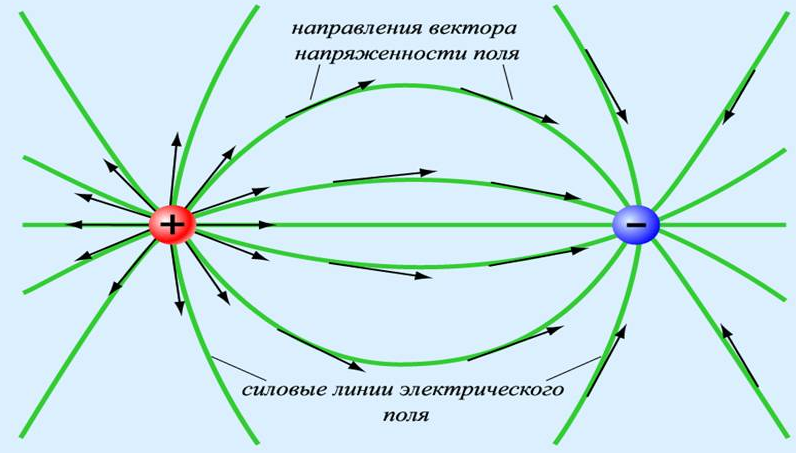 направления вектора
напряженности поля
+
-
силовые линии электрического
поля